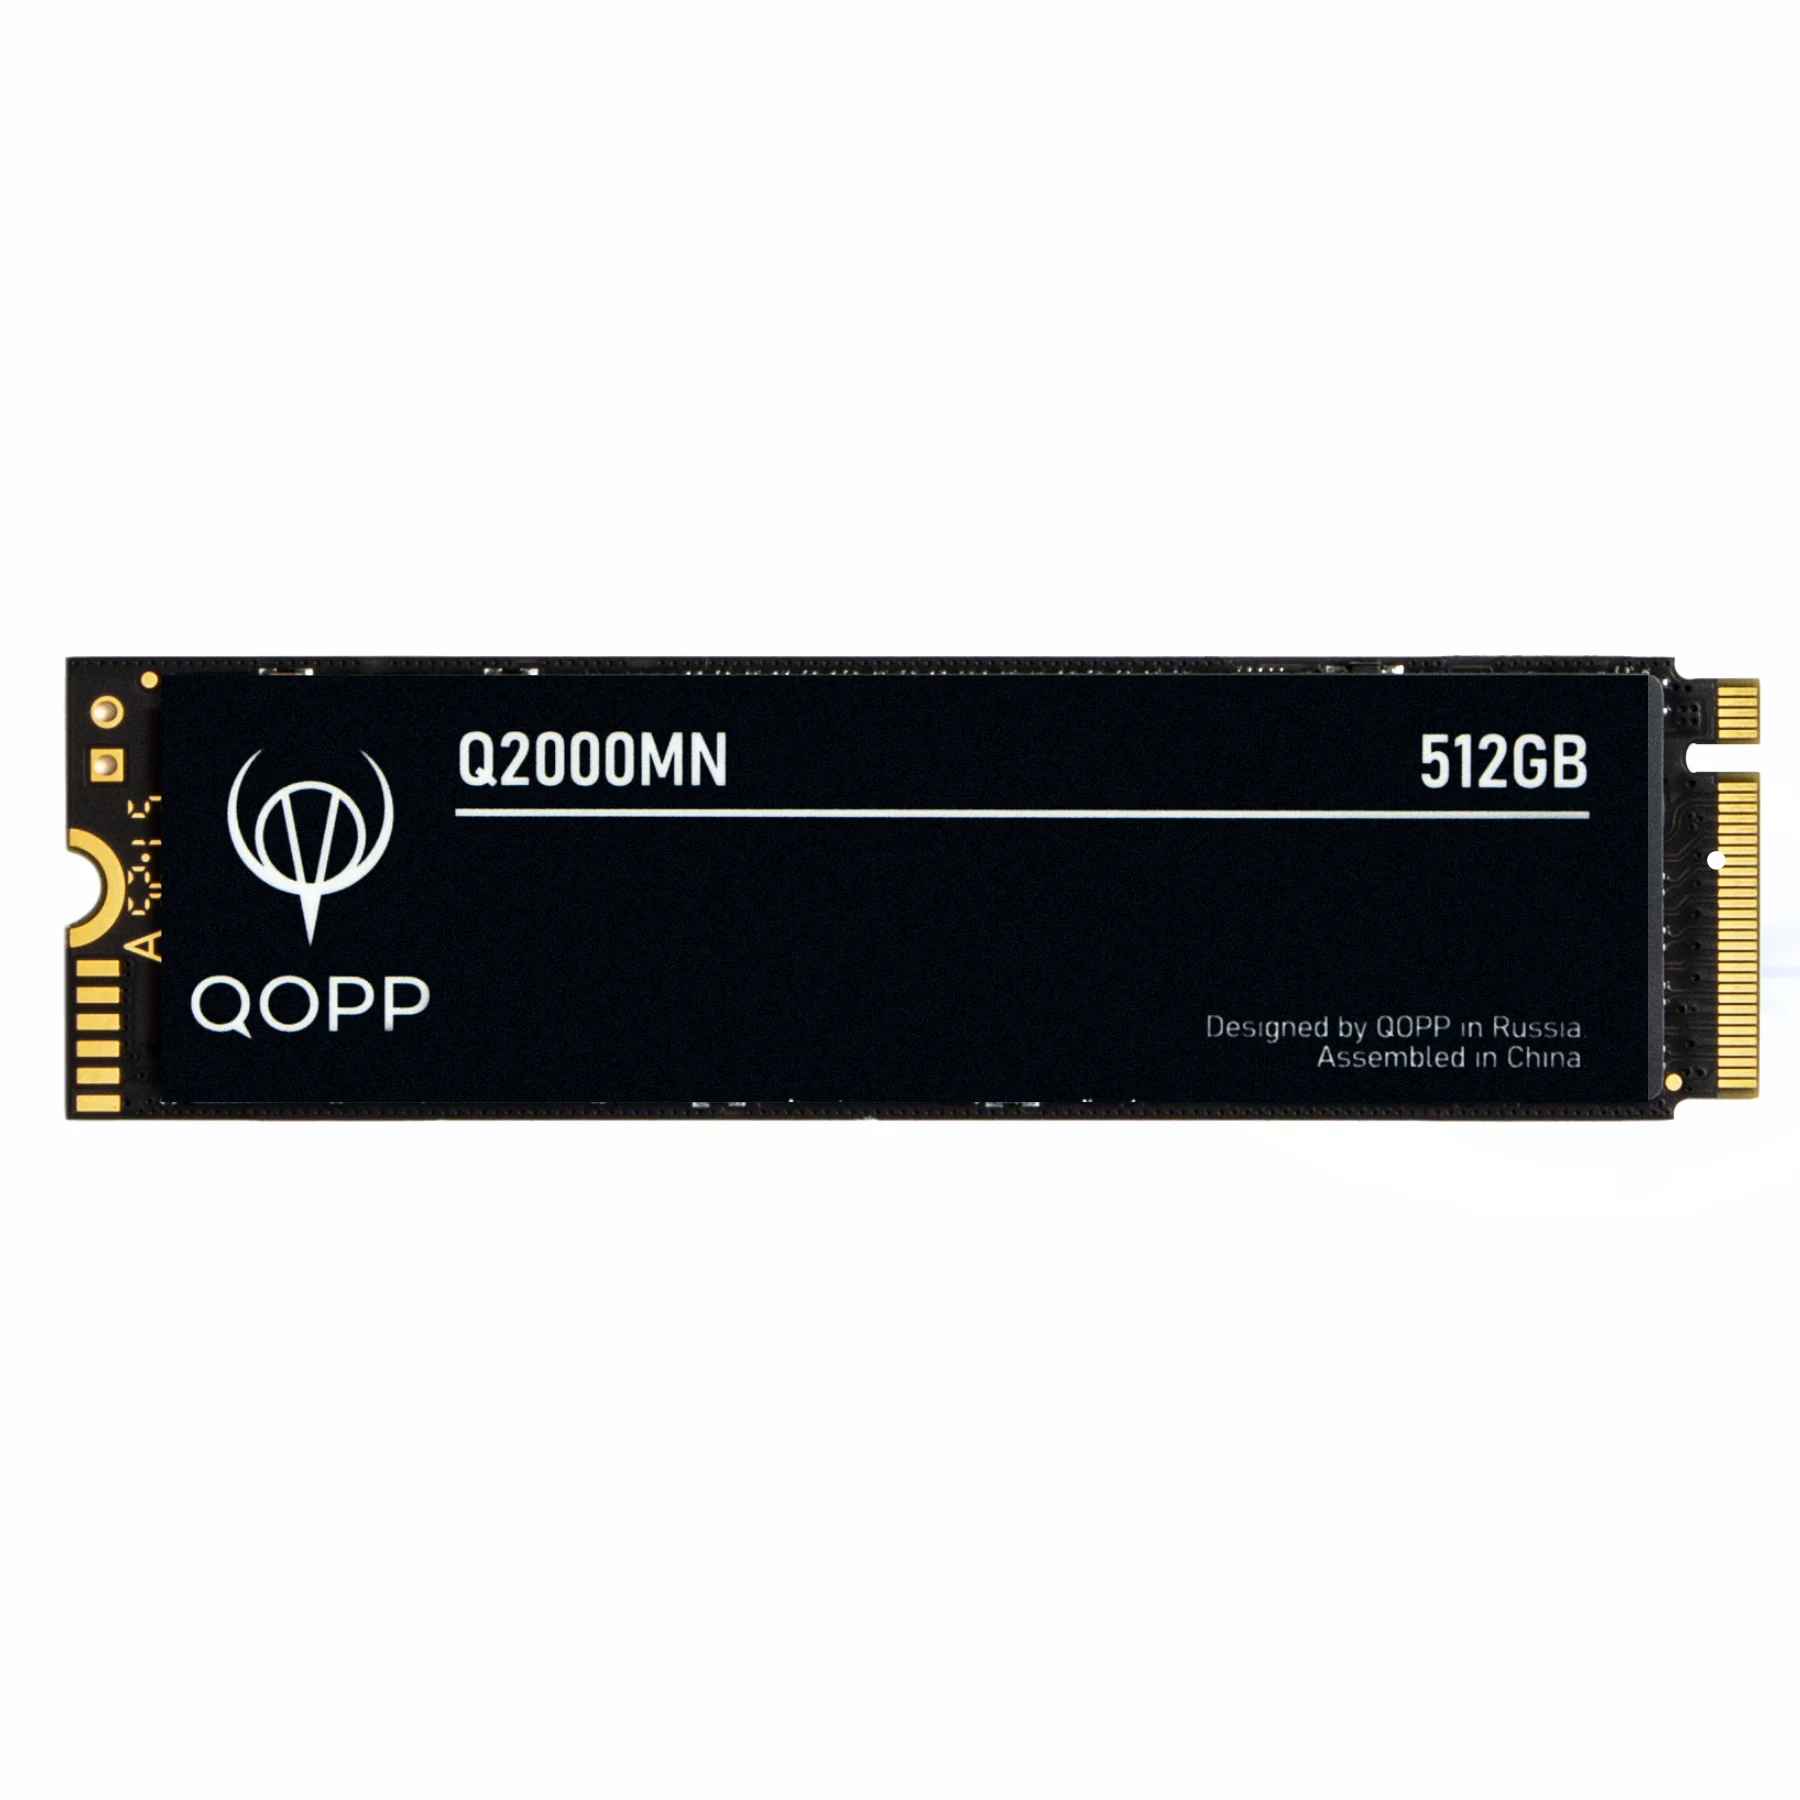 Q2000MN
512GB
QOPP
Designed by QOPP in Russia.
Assembled in China.